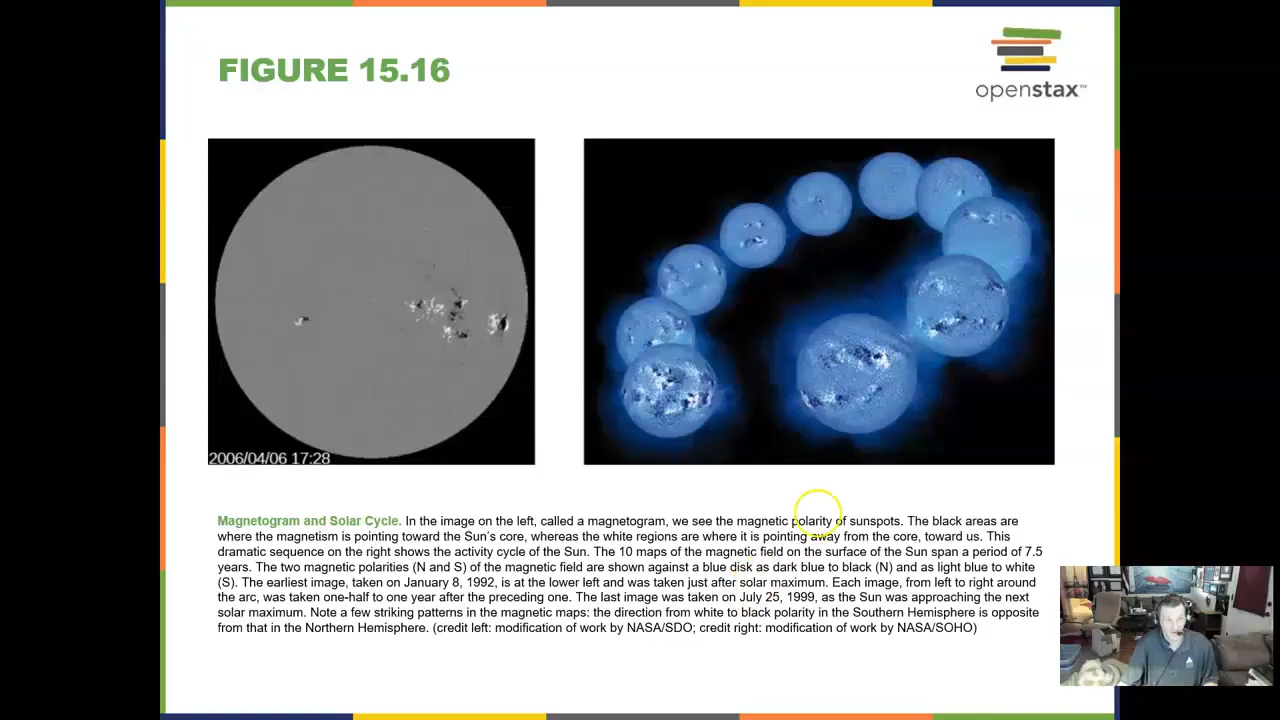 FIGURE 15.16
openstax™
2006/04/06 17:28
Magnetogram and Solar Cycle. In the image on the left, called a magnetogram, we see the magnetic polarity of sunspots. The black areas are
where the magnetism is pointing toward the Sun's core, whereas the white regions are where it is pointing away from the core, toward us. This
dramatic sequence on the right shows the activity cycle of the Sun. The 10 maps of the magnetic field on the surface of the Sun span a period of 7.5
years. The two magnetic polarities (N and S) of the magnetic field are shown against a blue disk as dark blue to black (N) and as light blue to white
(S). The earliest image, taken on January 8, 1992, is at the lower left and was taken just after solar maximum. Each image, from left to right around
the arc, was taken one-half to one year after the preceding one. The last image was taken on July 25, 1999, as the Sun was approaching the next
solar maximum. Note a few striking patterns in the magnetic maps: the direction from white to black polarity in the Southern Hemisphere is opposite
from that in the Northern Hemisphere. (credit left: modification of work by NASA/SDO; credit right: modification of work by NASA/SOHO)